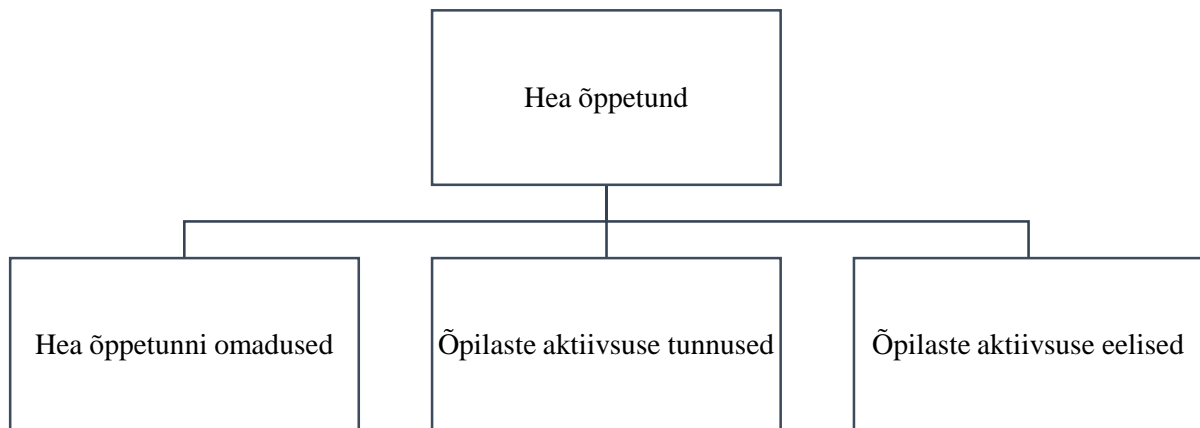 Hea õppetund
Hea õppetunni omadused
Õpilaste aktiivsuse tunnused
Õpilaste aktiivsuse eelised